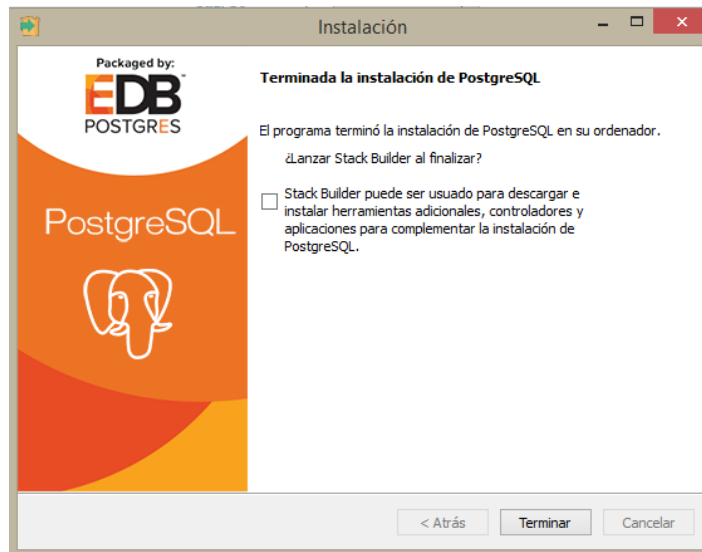 Instalación
Packaged by:
EDB
POSTGRES
PostgreSQL
Terminada la instalación de PostgreSQL
El programa terminó la instalación de PostgreSQL en su ordenador.
¿Lanzar Stack Builder al finalizar?
Stack Builder puede ser usado para descargar e
instalar herramientas adicionales, controladores y
aplicaciones para complementar la instalación de
PostgreSQL.
< Atrás
Terminar
Cancelar